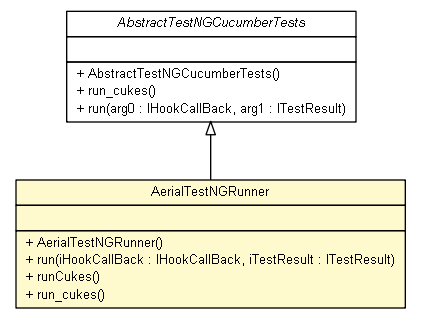 AbstractTestNGCucumberTests
+ AbstractTestNGCucumberTests()
+ run_cukes()
+ run(arg0 : IHookCallBack, arg1 : ITestResult)
AerialTestNGRunner
+ AerialTestNGRunner()
+ run(iHookCallBack : IHookCallBack, iTestResult : ITestResult)
+ runCukes()
+ run_cukes()